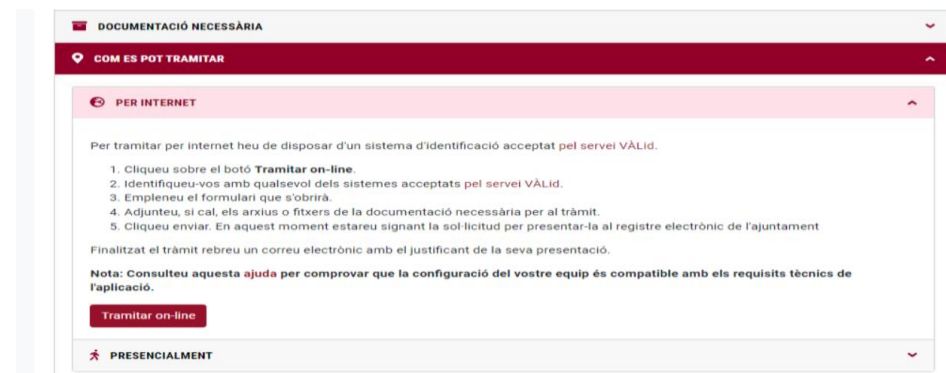 DOCUMENTACIÓ NECESSÀRIA
COM ES POT TRAMITAR
PER INTERNET
Per tramitar per internet heu de disposar d'un sistema d'identificació acceptat pel servei VÀLid.
1. Cliqueu sobre el botó Tramitar on-line.
2. Identifiqueu-vos amb qualsevol dels sistemes acceptats pel servei VÀLid.
3. Empleneu el formulari que s'obrirà.
4. Adjunteu, si cal, els arxius o fitxers de la documentació necessària per al tràmit.
5. Cliqueu enviar. En aquest moment estareu signant la sol·licitud per presentar-la al registre electrònic de l'ajuntament
Finalitzat el tràmit rebreu un correu electrònic amb el justificant de la seva presentació.
Nota: Consulteu aquesta ajuda per comprovar que la configuració del vostre equip és compatible amb els requisits tècnics de
l'aplicació.
Tramitar on-line
PRESENCIALMENT